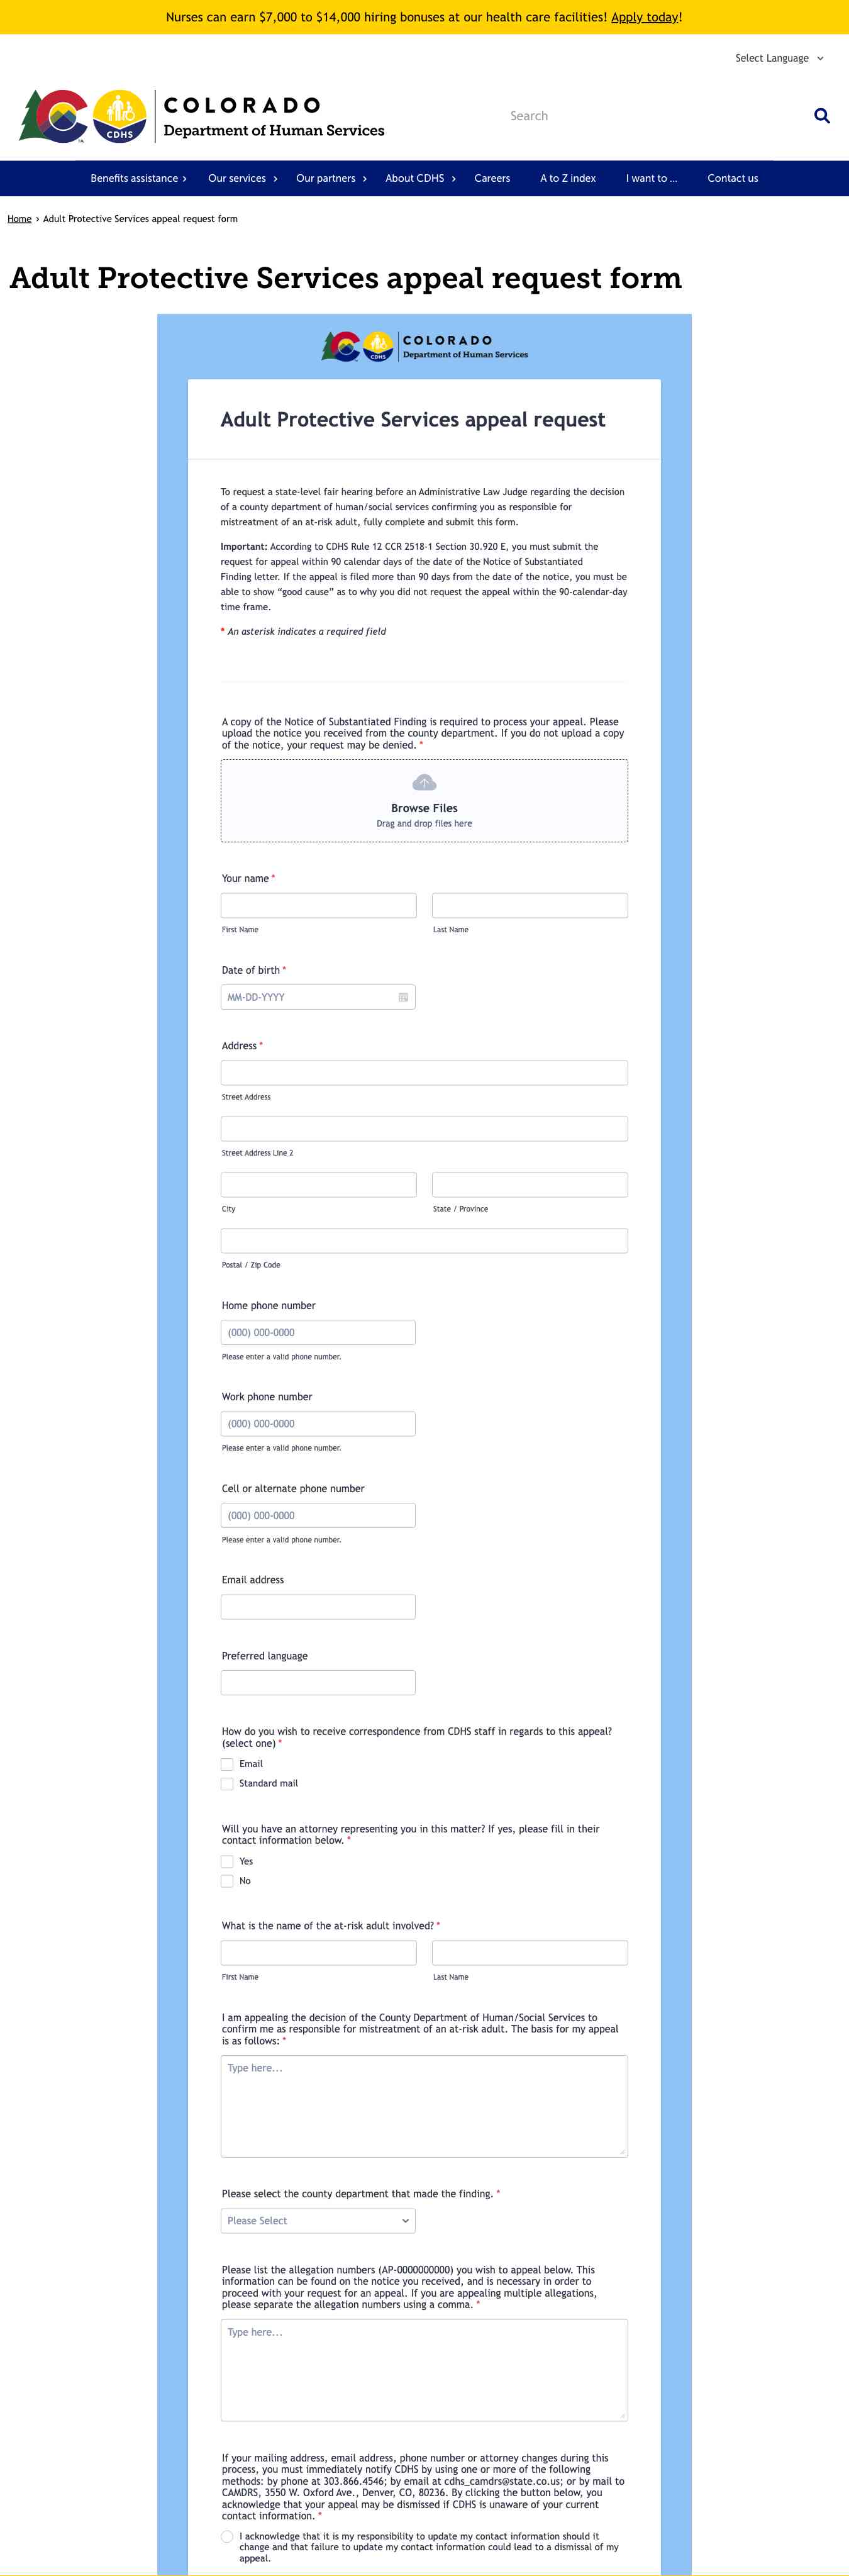 Nurses can earn $7,000 to $14,000 hiring bonuses at our health care facilities! Apply today!
Select Language
CDHS
COLORADO
Department of Human Services
Search
Benefits assistance
Our services
Our partners
About CDHS
Careers
A to Z index
I want to ...
Contact us
Home › Adult Protective Services appeal request form
Adult Protective Services appeal request form
CDHS
COLORADO
Department of Human Services
Adult Protective Services appeal request
To request a state-level fair hearing before an Administrative Law Judge regarding the decision
of a county department of human/social services confirming you as responsible for
mistreatment of an at-risk adult, fully complete and submit this form.
Important: According to CDHS Rule 12 CCR 2518-1 Section 30.920 E, you must submit the
request for appeal within 90 calendar days of the date of the Notice of Substantiated
Finding letter. If the appeal is filed more than 90 days from the date of the notice, you must be
able to show “good cause” as to why you did not request the appeal within the 90-calendar-day
time frame.
* An asterisk indicates a required field
A copy of the Notice of Substantiated Finding is required to process your appeal. Please
upload the notice you received from the county department. If you do not upload a copy
of the notice, your request may be denied. *
Browse Files
Drag and drop files here
Your name *
First Name
Last Name
Date of birth *
MM-DD-YYYY
Address *
Street Address
Street Address Line 2
City
State / Province
Postal / Zip Code
Home phone number
(000) 000-0000
Please enter a valid phone number.
Work phone number
(000) 000-0000
Please enter a valid phone number.
Cell or alternate phone number
(000) 000-0000
Please enter a valid phone number.
Email address
Preferred language
How do you wish to receive correspondence from CDHS staff in regards to this appeal?
(select one) *
Email
Standard mail
Will you have an attorney representing you in this matter? If yes, please fill in their
contact information below. *
Yes
No
What is the name of the at-risk adult involved? *
First Name
Last Name
I am appealing the decision of the County Department of Human/Social Services to
confirm me as responsible for mistreatment of an at-risk adult. The basis for my appeal
is as follows: *
Type here...
Please select the county department that made the finding. *
Please Select
Please list the allegation numbers (AP-0000000000) you wish to appeal below. This
information can be found on the notice you received, and is necessary in order to
proceed with your request for an appeal. If you are appealing multiple allegations,
please separate the allegation numbers using a comma. *
Type here...
If your mailing address, email address, phone number or attorney changes during this
process, you must immediately notify CDHS by using one or more of the following
methods: by phone at 303.866.4546; by email at cdhs_camdrs@state.co.us; or by mail to
CAMDRS, 3550 W. Oxford Ave., Denver, CO, 80236. By clicking the button below, you
acknowledge that your appeal may be dismissed if CDHS is unaware of your current
contact information. *
I acknowledge that it is my responsibility to update my contact information should it
change and that failure to update my contact information could lead to a dismissal of my
appeal.